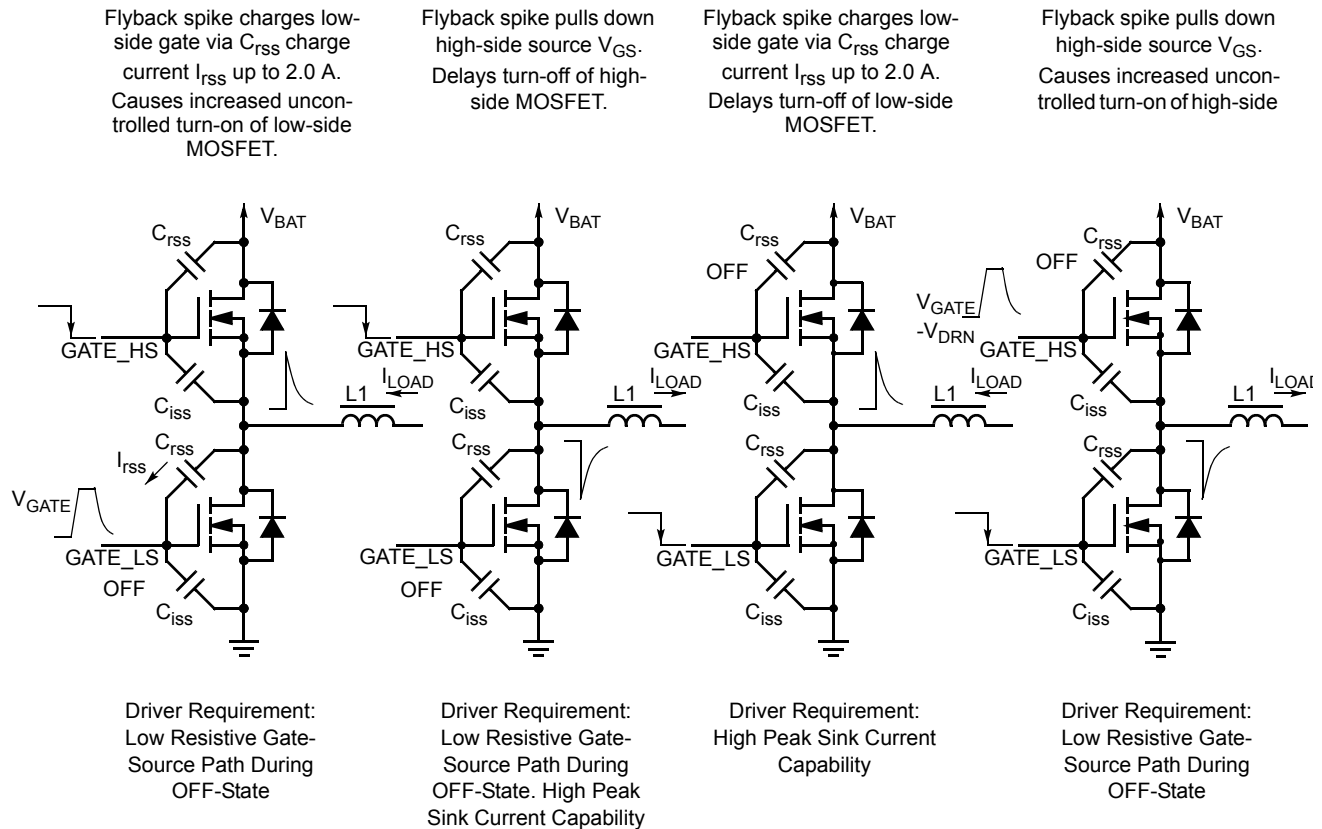 Flyback spike charges low-
side gate via Crss charge
current Irss up to 2.0 A.
Causes increased uncon-
trolled turn-on of low-side
MOSFET.
Flyback spike pulls down
high-side source VGS.
Delays turn-off of high-
side MOSFET.
Flyback spike charges low-
side gate via Crss charge
current Irss up to 2.0 A.
Delays turn-off of low-side
MOSFET.
Flyback spike pulls down
high-side source VGS.
Causes increased uncon-
trolled turn-on of high-side
VBAT
Crss
GATE_HS
Ciss
L1
ILOAD
Crss
Irss
VGATE
GATE_LS
OFF
Ciss
VBAT
Crss
GATE_HS
Ciss
L1
ILOAD
Crss
GATE_LS
OFF
Ciss
VBAT
Crss
OFF
GATE_HS
Ciss
L1
ILOAD
Crss
GATE_LS
Ciss
VBAT
Crss
OFF
VGATE
-VDRN
GATE_HS
Ciss
L1
ILOAD
Crss
GATE_LS
Ciss
Driver Requirement:
Low Resistive Gate-
Source Path During
OFF-State
Driver Requirement:
Low Resistive Gate-
Source Path During
OFF-State. High Peak
Sink Current Capability
Driver Requirement:
High Peak Sink Current
Capability
Driver Requirement:
Low Resistive Gate-
Source Path During
OFF-State